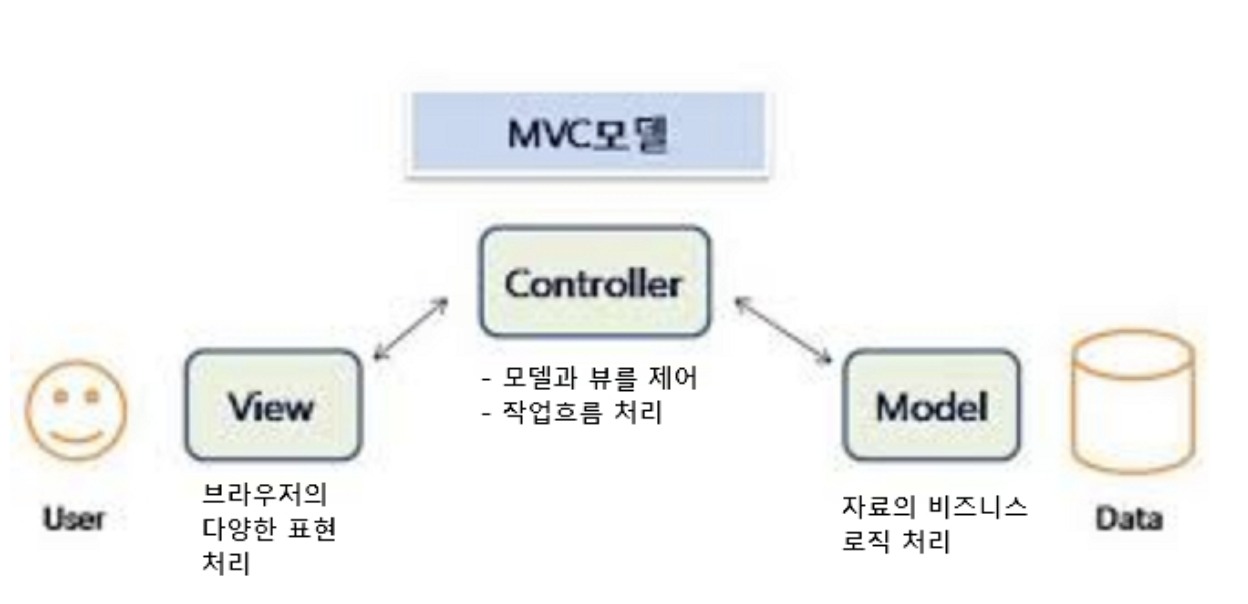 MVC모델
Controller
- 모델과 뷰를 제어
- 작업흐름 처리
View
Model
브라우저의
다양한 표현
처리
자료의 비즈니스
로직 처리
User
Data